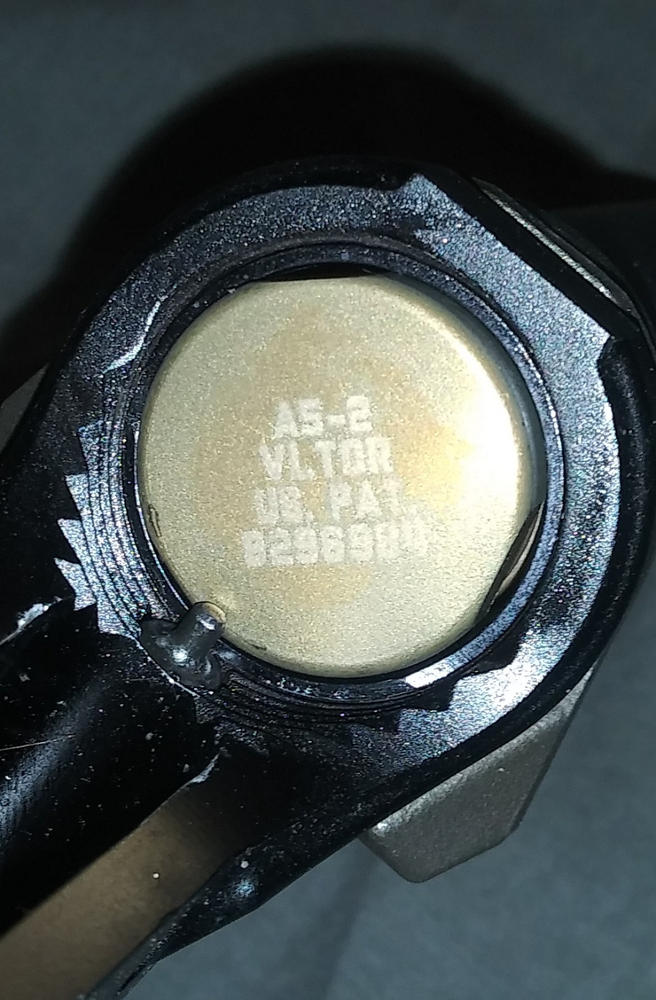 A5-2
VLTOR
US. PAT.